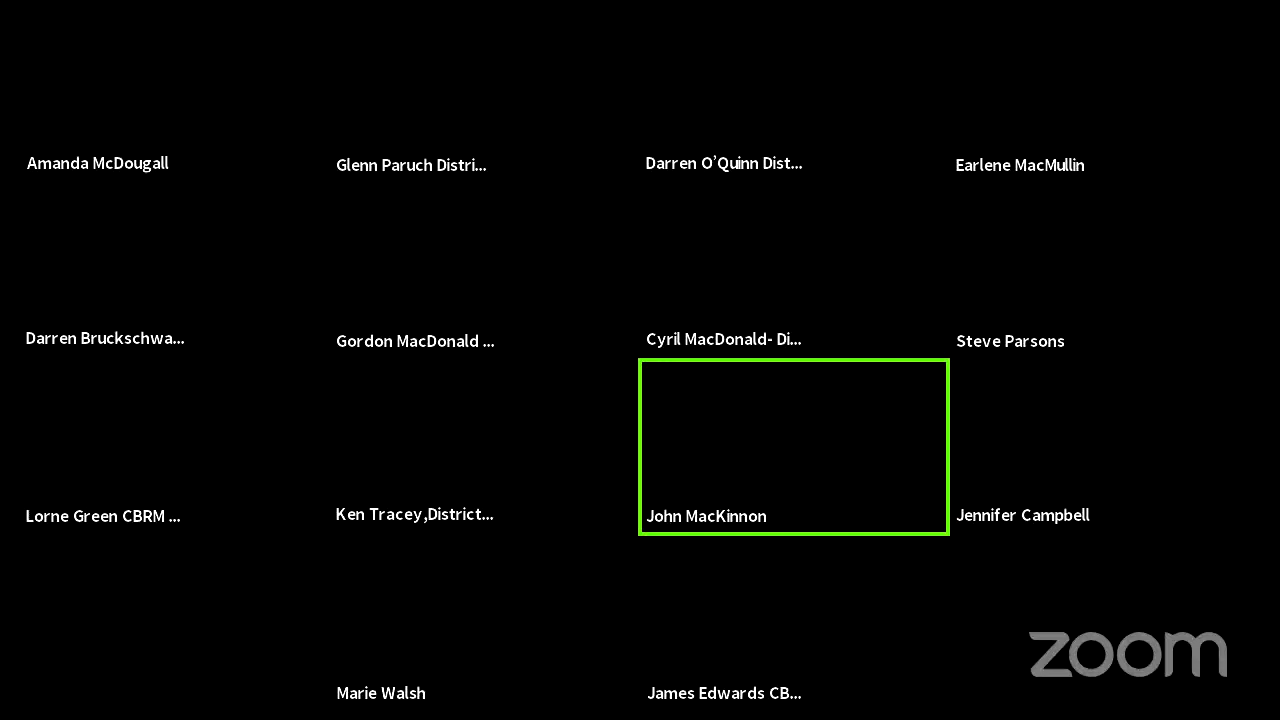 Amanda McDougall
Glenn Paruch Distri...
Darren O'Quinn Dist...
Earlene MacMullin
Darren Bruckschwa...
Gordon MacDonald ...
Cyril MacDonald- Di...
Steve Parsons
Lorne Green CBRM ...
Ken Tracey,District...
John MacKinnon
Jennifer Campbell
Marie Walsh
James Edwards CB...
zoom